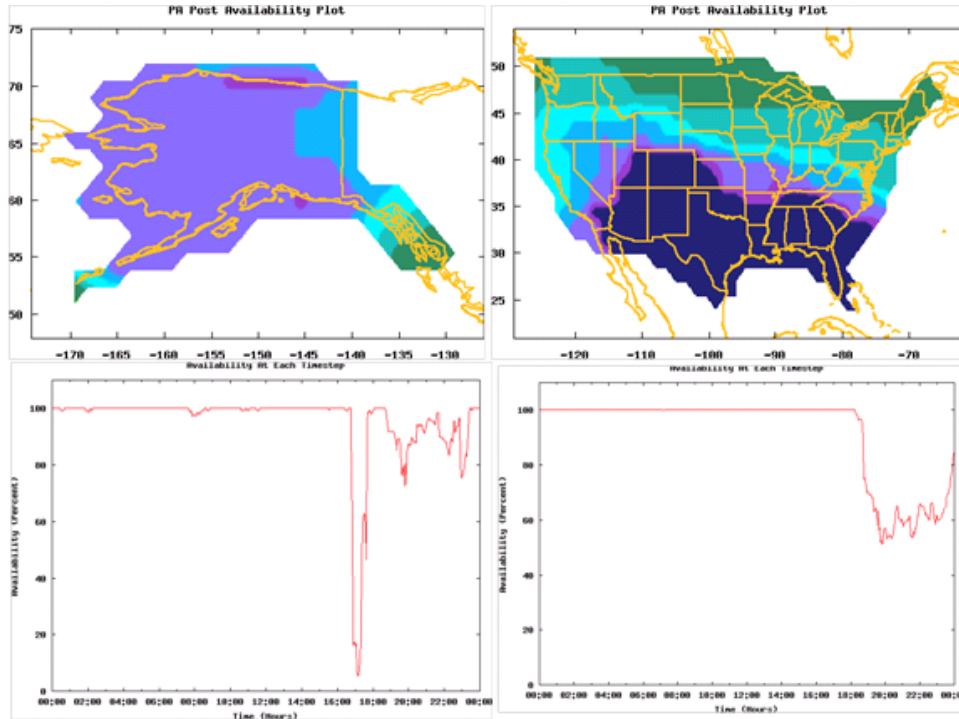 PA Post Availability Plot
75
70
65
60
55
50
-170 -165 -160 -155 -150 -145 -140 -135 -130
PA Post Availability Plot
50
45
40
35
30
25
-120 -110 -100 -90 -80 -70
Availability At Each Timestep
Availability (Percent)
100
80
60
40
20
0
00:00 02:00 04:00 06:00 08:00 10:00 12:00 14:00 16:00 18:00 20:00 22:00 00:00
Time (Hours)
Availability At Each Timestep
Availability (Percent)
100
80
60
40
20
0
00:00 02:00 04:00 06:00 08:00 10:00 12:00 14:00 16:00 18:00 20:00 22:00 00:0
Time (Hours)